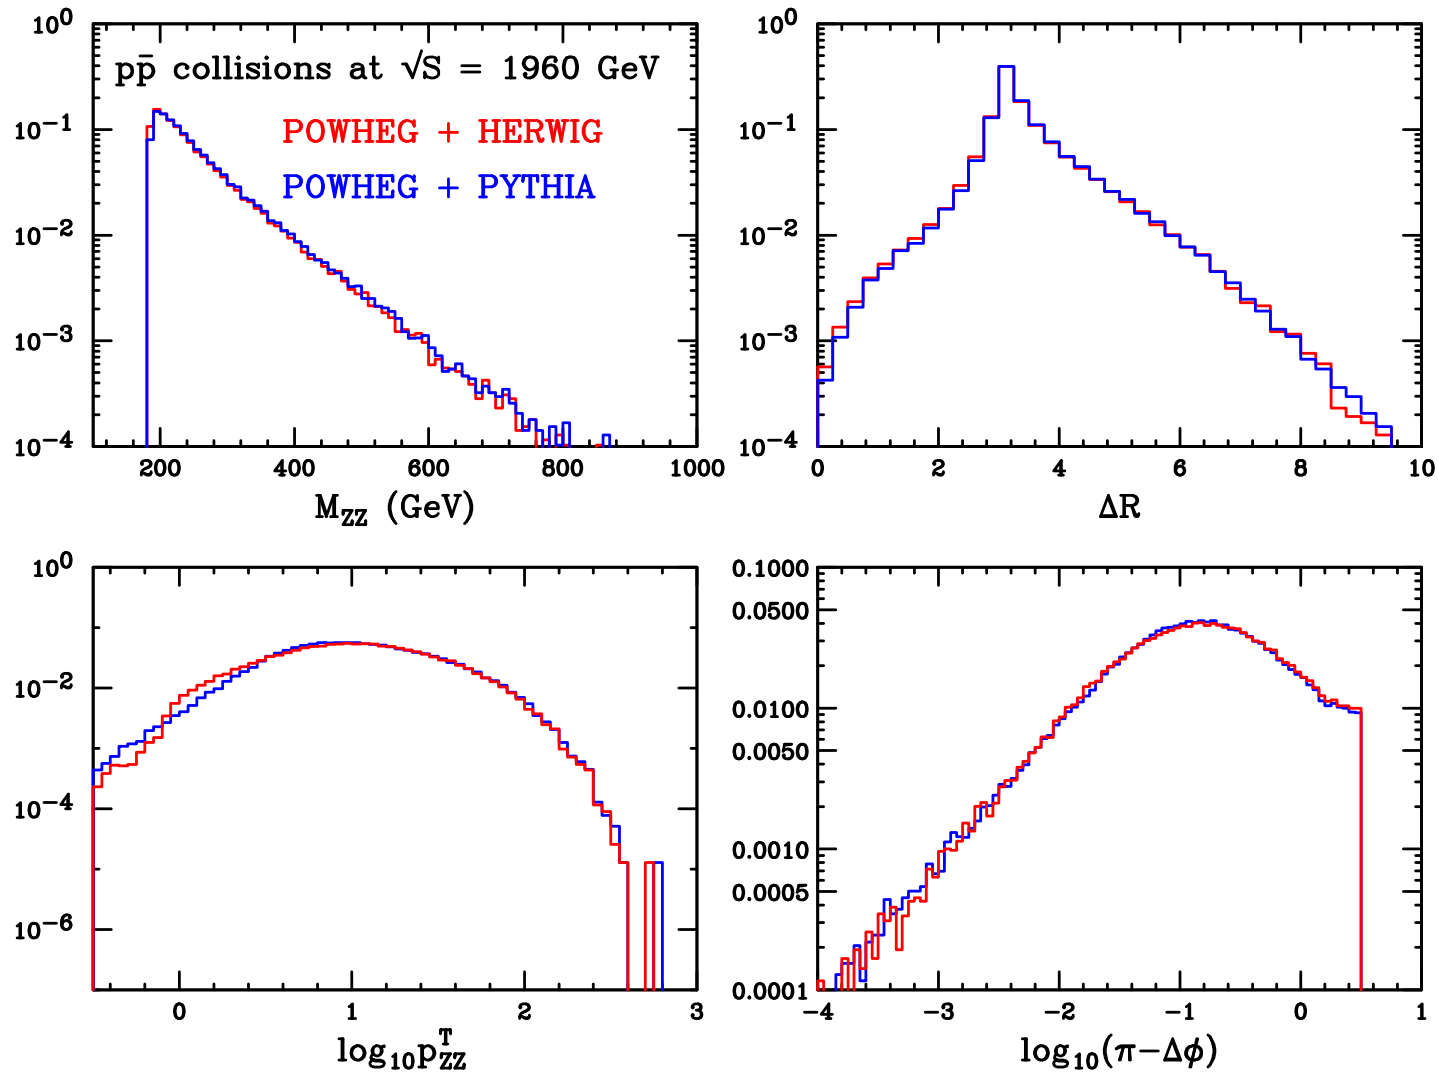 pp̄ collisions at √S = 1960 GeV
POWHEG + HERWIG
POWHEG + PYTHIA
10⁰
10⁻¹
10⁻²
10⁻³
10⁻⁴
200 400 600 800 1000
M_ZZ (GeV)
10⁰
10⁻¹
10⁻²
10⁻³
10⁻⁴
0 2 4 6 8 10
ΔR
10⁰
10⁻²
10⁻⁴
10⁻⁶
0 1 2 3
log₁₀p_ZZ^T
0.1000
0.0500
0.0100
0.0050
0.0010
0.0005
0.0001
-4 -3 -2 -1 0 1
log₁₀(π-Δϕ)